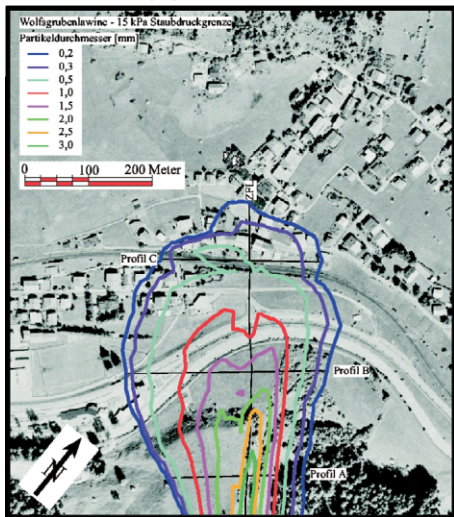 Wolfsgrubenlawine - 15 kPa Staubdruckgrenze
Partikeldurchmesser [mm]
0,2
0,3
0,5
1,0
1,5
2,0
2,5
3,0
0 100 200 Meter
ZFL
Profil C
Profil B
Profil A
N